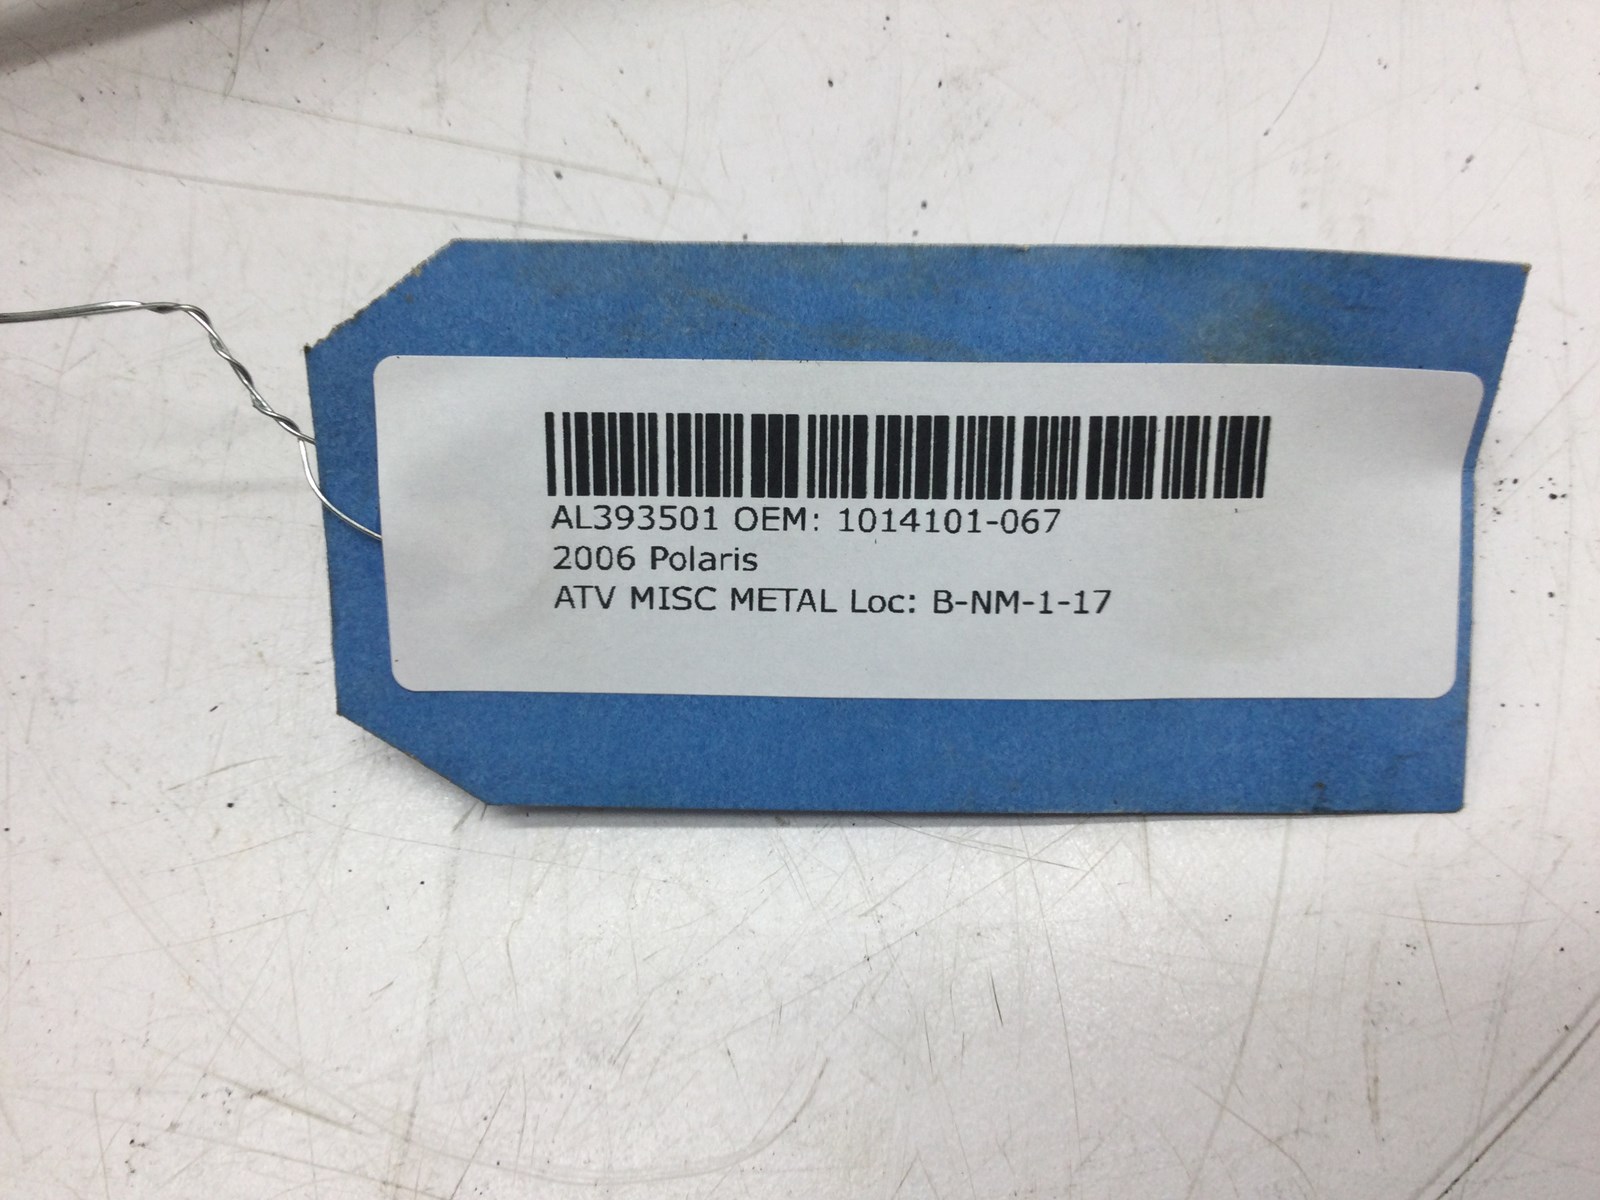 AL393501 OEM: 1014101-067
2006 Polaris
ATV MISC METAL Loc: B-NM-1-17